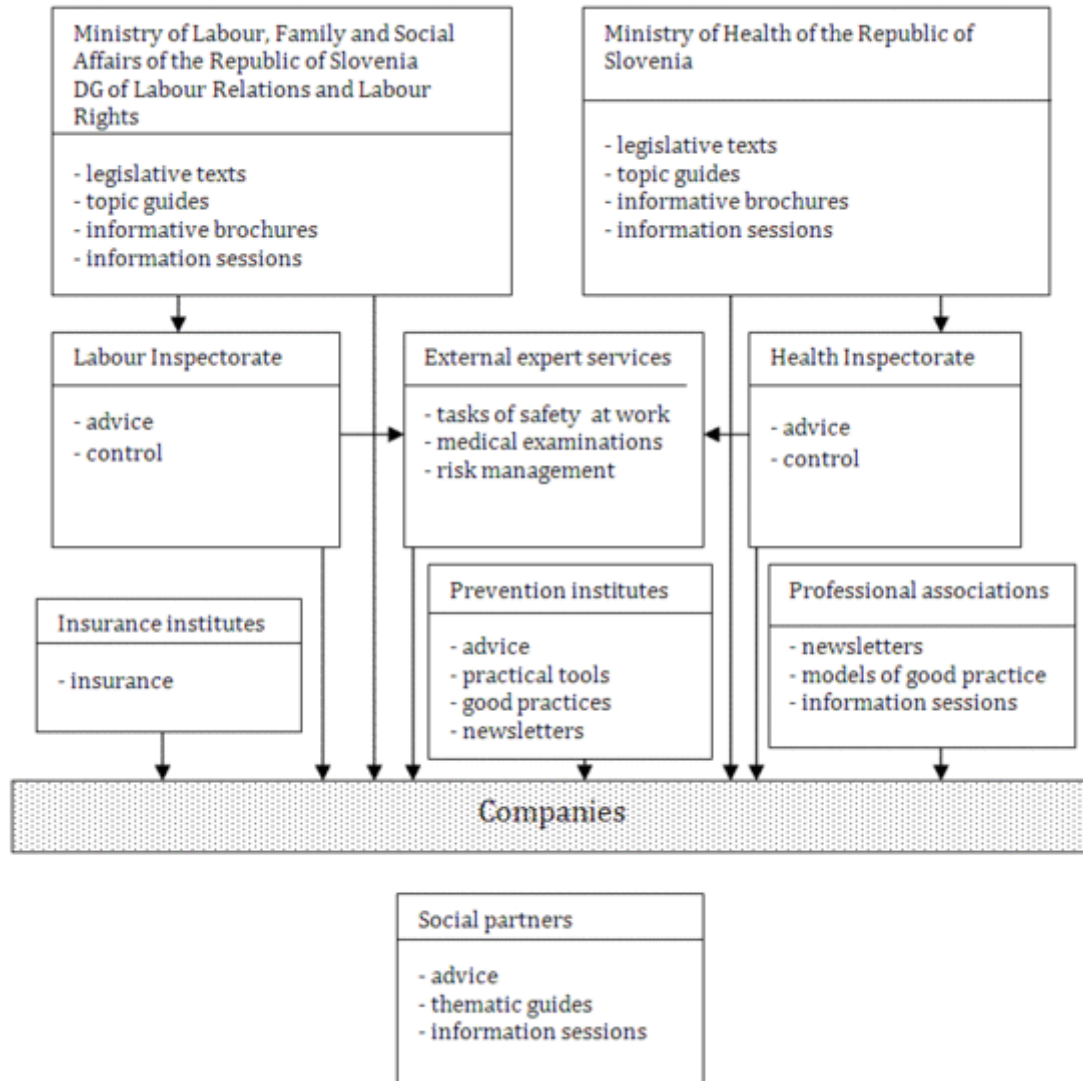 Ministry of Labour, Family and Social
Affairs of the Republic of Slovenia
DG of Labour Relations and Labour
Rights
- legislative texts
- topic guides
- informative brochures
- information sessions
Ministry of Health of the Republic of
Slovenia
- legislative texts
- topic guides
- informative brochures
- information sessions
Labour Inspectorate
- advice
- control
External expert services
- tasks of safety at work
- medical examinations
- risk management
Health Inspectorate
- advice
- control
Insurance institutes
- insurance
Prevention institutes
- advice
- practical tools
- good practices
- newsletters
Professional associations
- newsletters
- models of good practice
- information sessions
Companies
Social partners
- advice
- thematic guides
- information sessions